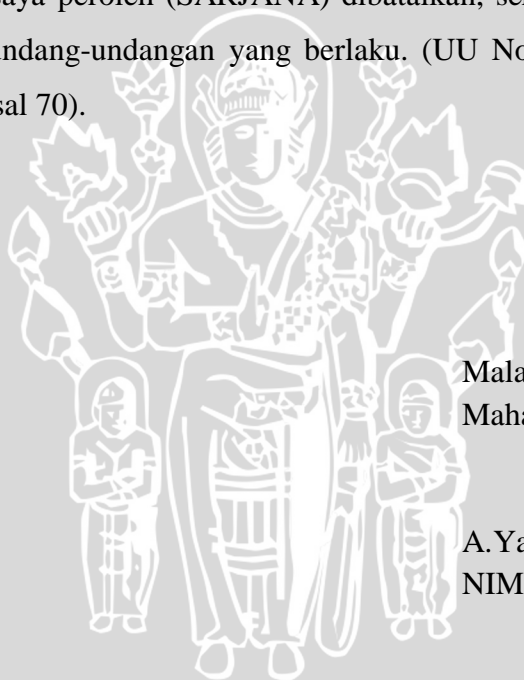 saya peroleh (SARJANA) dibatalkan, se
undang-undangan yang berlaku. (UU No
sal 70).
Mala
Maha
A.Ya
NIM